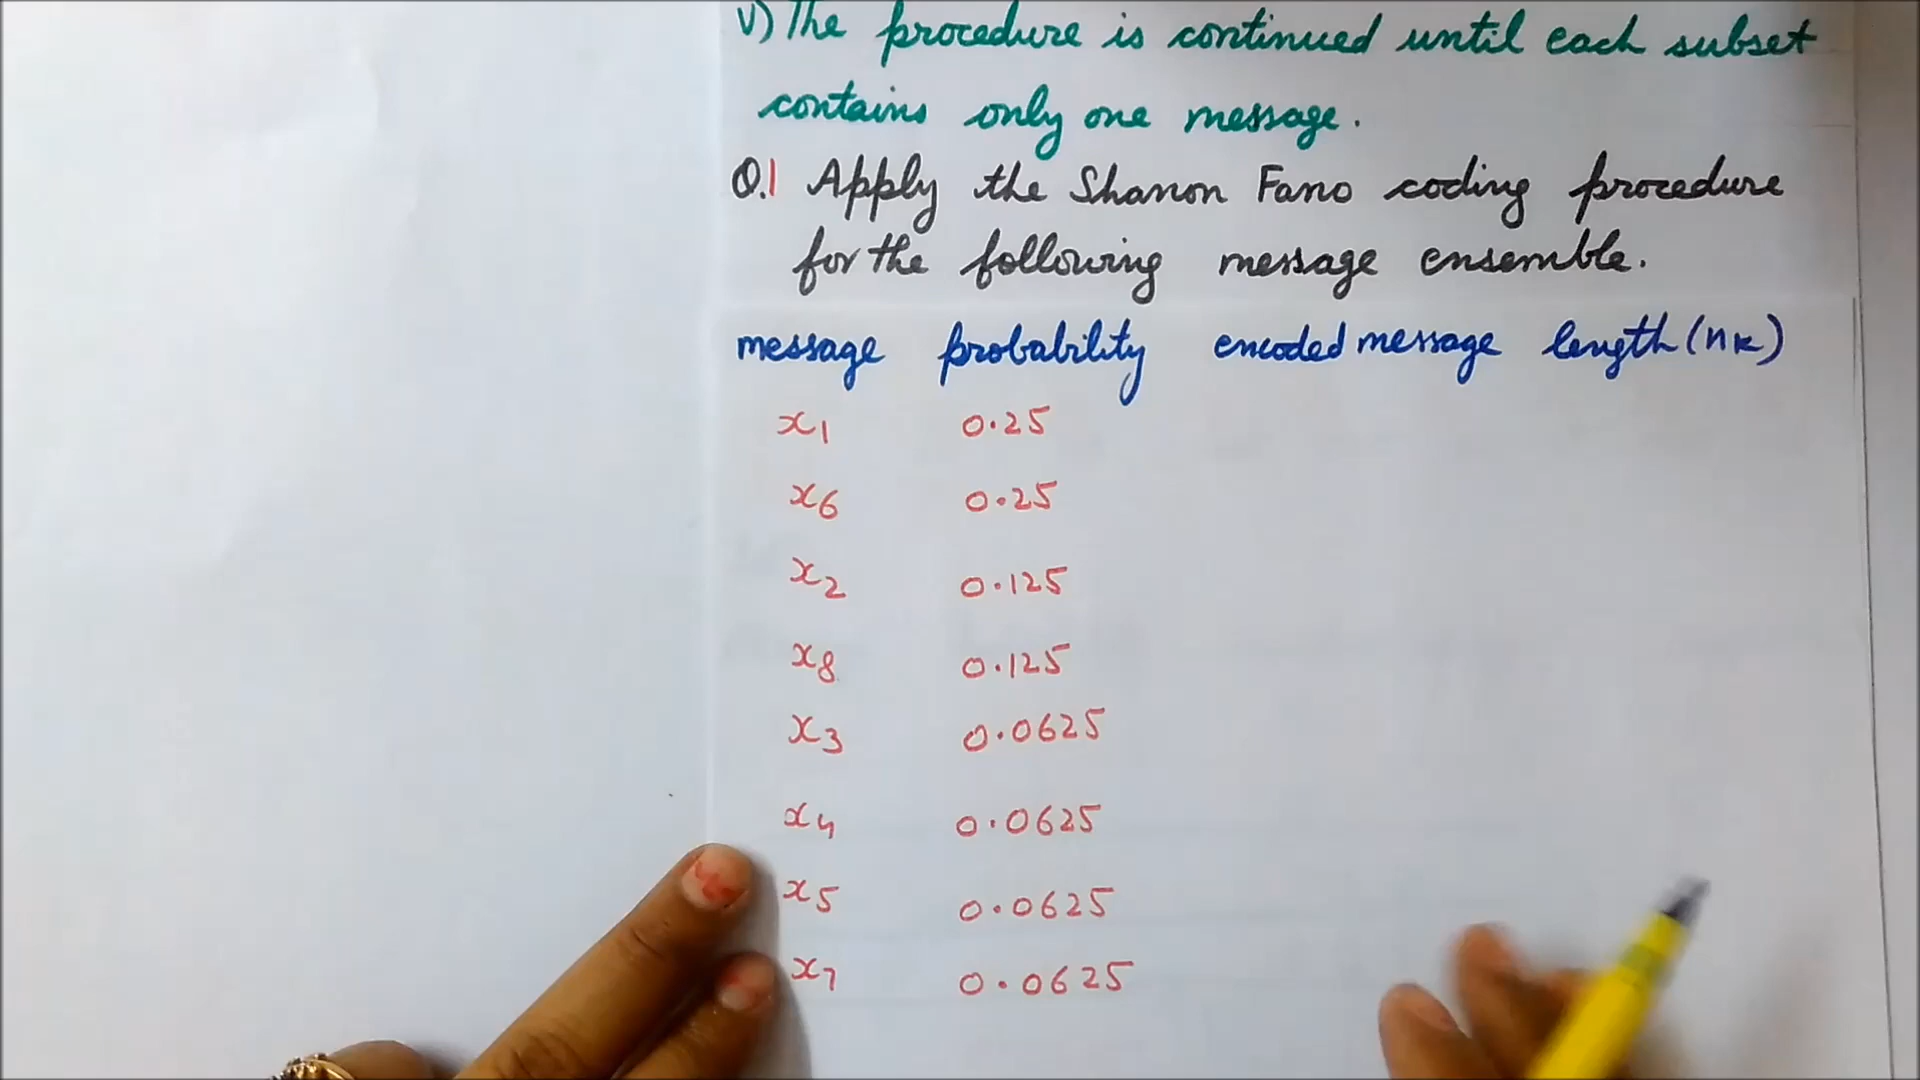 V) The procedure is continued until each subset
contains only one message.
Q.1 Apply the Shanon Fano coding procedure
for the following message ensemble.
message probability encoded message length (nk)
x1 0.25
x6 0.25
x2 0.125
x8 0.125
x3 0.0625
x4 0.0625
x5 0.0625
x7 0.0625